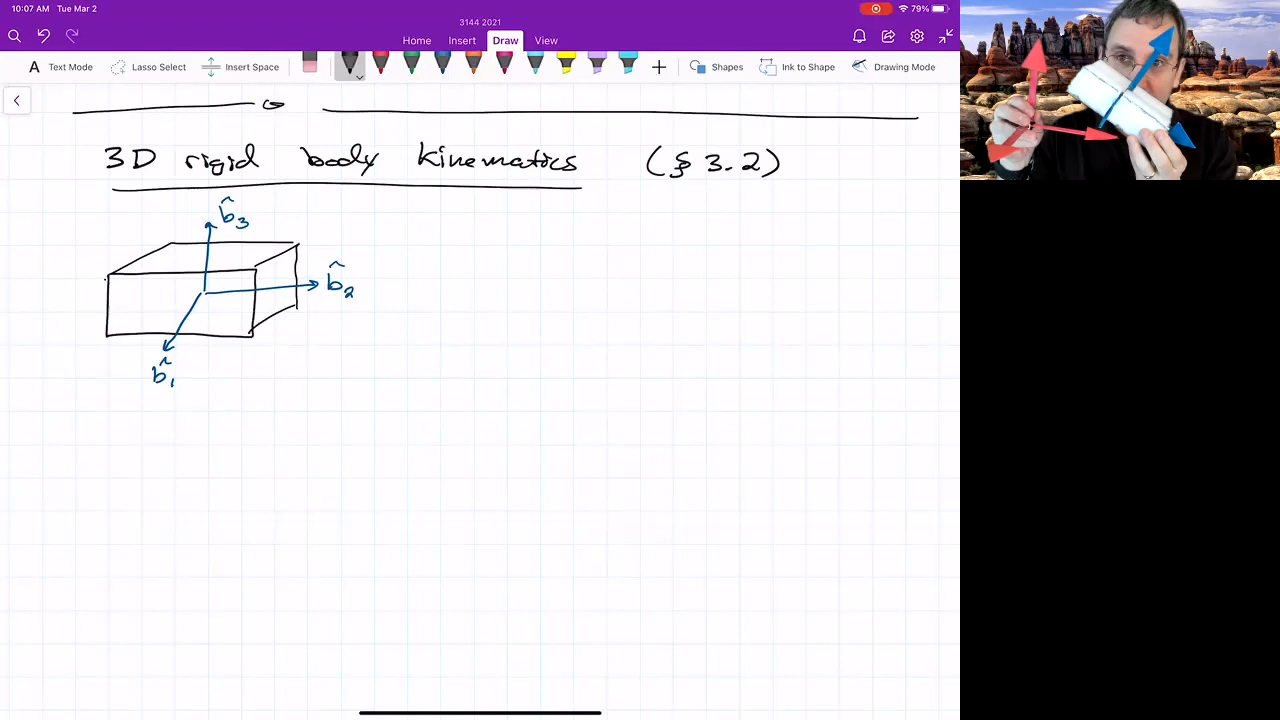 10:07 AM Tue Mar 2
79%
3144 2021
Home Insert Draw View
A Text Mode Lasso Select Insert Space Shapes Ink to Shape Drawing Mode
3D rigid body kinematics (§ 3.2)
b̂₃
b̂₂
b̂₁